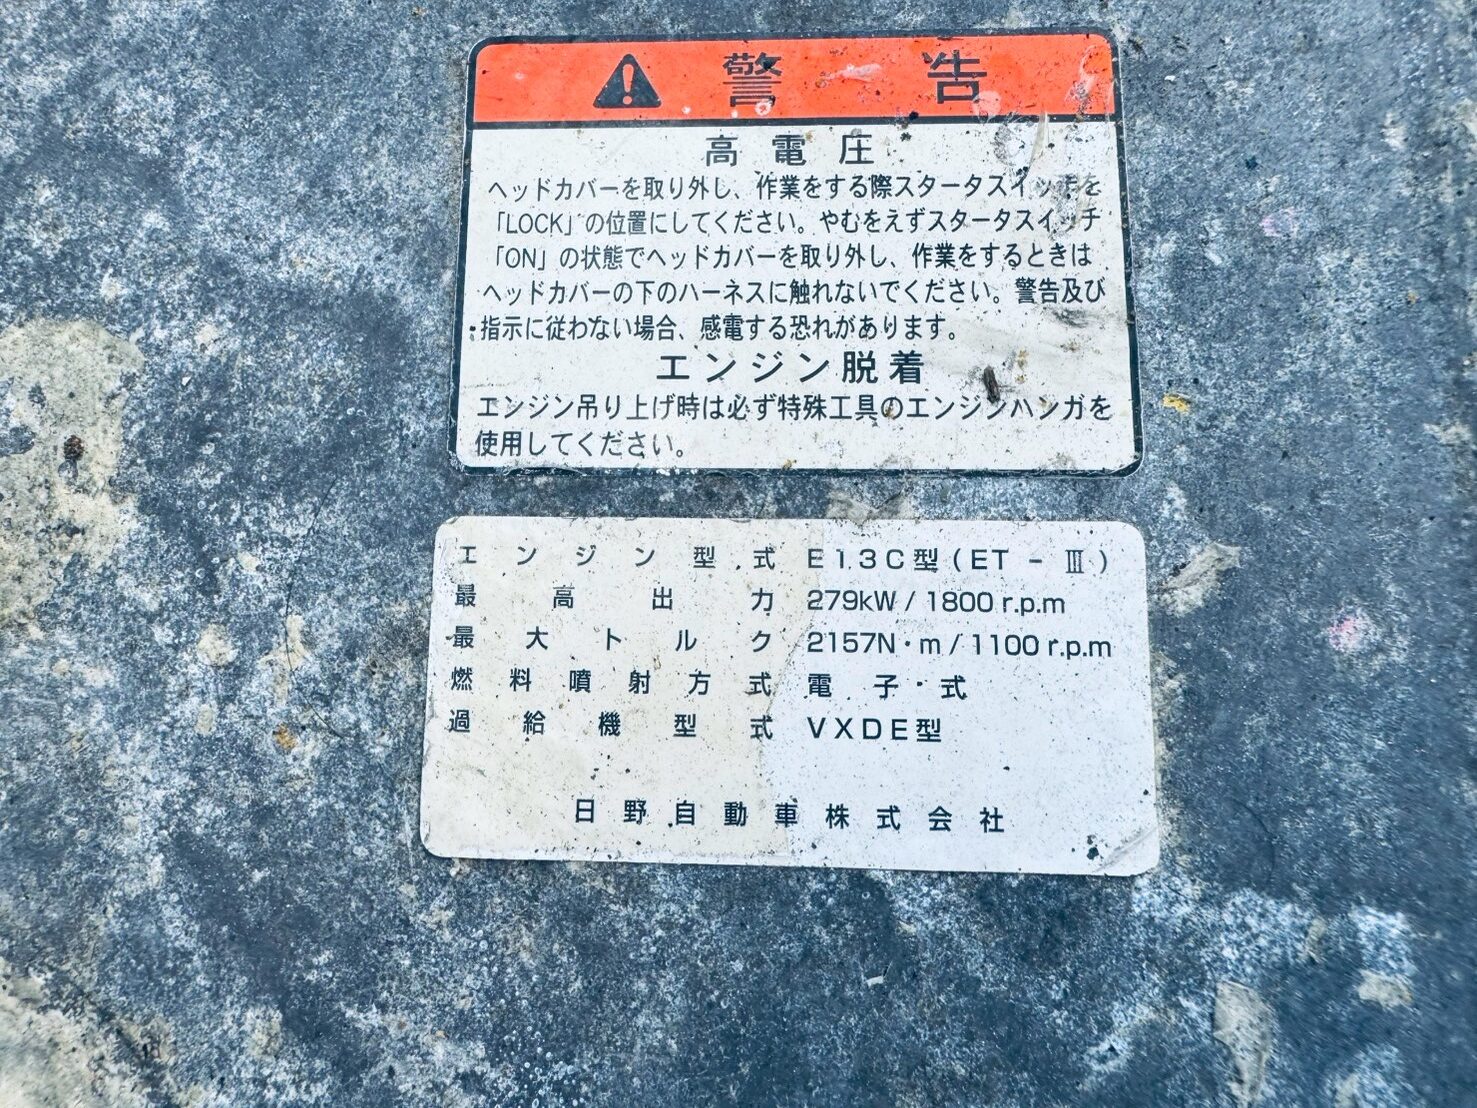 警告
高電圧
ヘッドカバーを取り外し、作業をする際スタータスイッチを
「LOCK」の位置にしてください。やむをえずスタータスイッチ
「ON」の状態でヘッドカバーを取り外し、作業をするときは
ヘッドカバーの下のハーネスに触れないでください。警告及び
指示に従わない場合、感電する恐れがあります。
エンジン脱着
エンジン吊り上げ時は必ず特殊工具のエンジンハンガを
使用してください。
エンジン型式 E13C型(ET-Ⅲ)
最高出力 279kW/1800r.p.m
最大トルク 2157N・m/1100r.p.m
燃料噴射方式 電子式
過給機型式 VXDE型
日野自動車株式会社